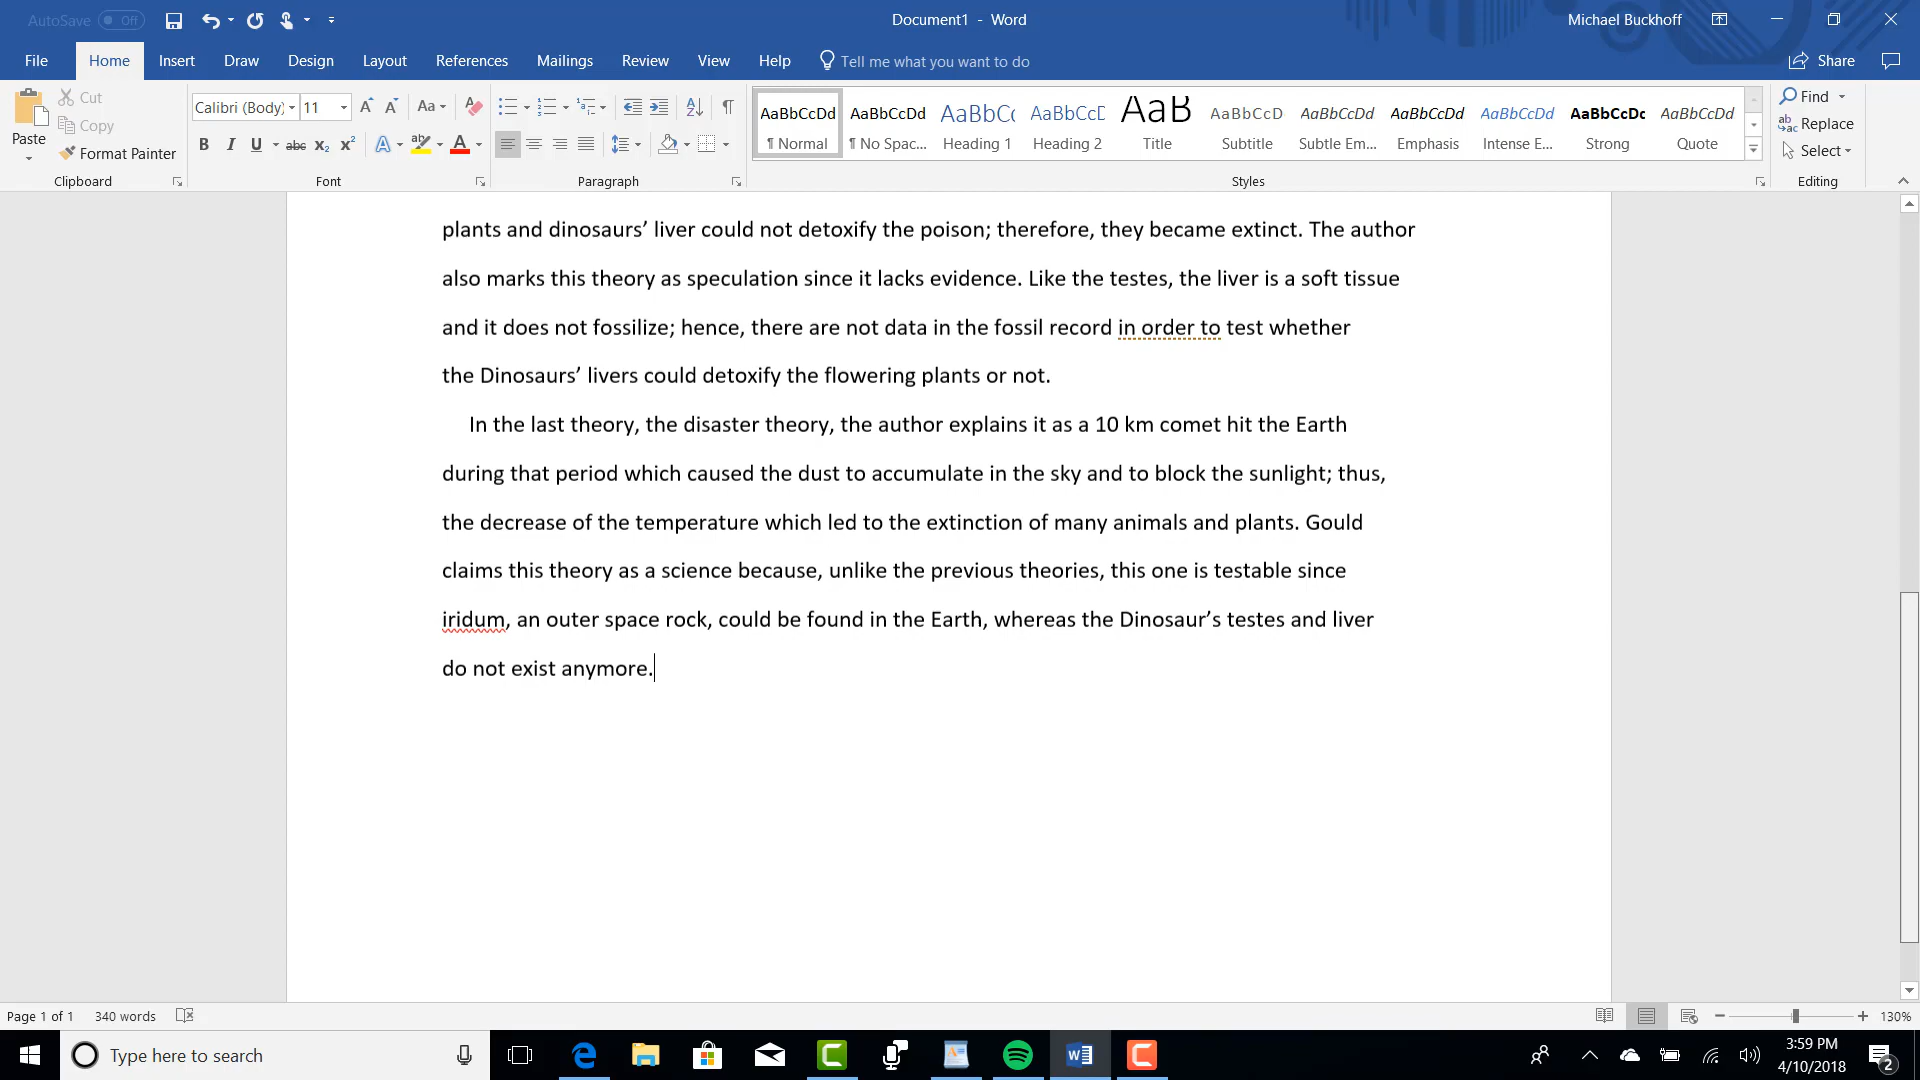 AutoSave Off
Document1 - Word
Michael Buckhoff
File Home Insert Draw Design Layout References Mailings Review View Help Tell me what you want to do
Share
Paste
Cut
Copy
Format Painter
Calibri (Body) 11
Aa
B I U abc x₂ x² A ab A
AaBbCcDd AaBbCcDd AaBbCc AaBbCcD AaB AaBbCcD AaBbCcDd AaBbCcDd AaBbCcDd AaBbCcDc AaBbCcDd
¶ Normal ¶ No Spac... Heading 1 Heading 2 Title Subtitle Subtle Em... Emphasis Intense E... Strong Quote
Find
Replace
Select
Clipboard Font Paragraph Styles Editing
plants and dinosaurs’ liver could not detoxify the poison; therefore, they became extinct. The author
also marks this theory as speculation since it lacks evidence. Like the testes, the liver is a soft tissue
and it does not fossilize; hence, there are not data in the fossil record in order to test whether
the Dinosaurs’ livers could detoxify the flowering plants or not.
In the last theory, the disaster theory, the author explains it as a 10 km comet hit the Earth
during that period which caused the dust to accumulate in the sky and to block the sunlight; thus,
the decrease of the temperature which led to the extinction of many animals and plants. Gould
claims this theory as a science because, unlike the previous theories, this one is testable since
iridum, an outer space rock, could be found in the Earth, whereas the Dinosaur’s testes and liver
do not exist anymore.
Page 1 of 1 340 words
130%
Type here to search
3:59 PM
4/10/2018
2